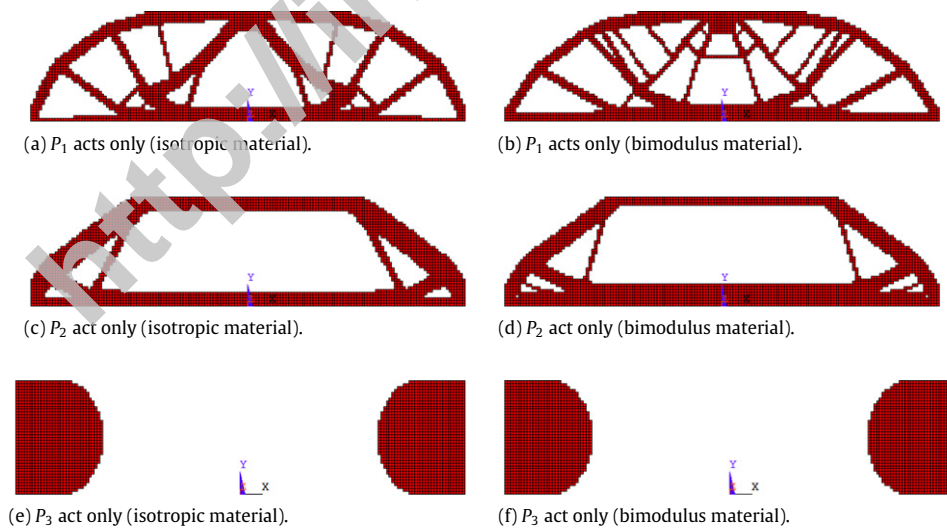 Y
X
Y
X
(a) P1 acts only (isotropic material).
(b) P1 acts only (bimodulus material).
Y
X
Y
X
(c) P2 act only (isotropic material).
(d) P2 act only (bimodulus material).
Y
X
Y
X
(e) P3 act only (isotropic material).
(f) P3 act only (bimodulus material).
http://i